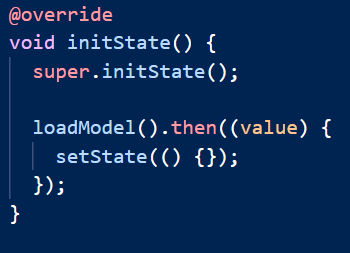 @override
void initState() {
  super.initState();

  loadModel().then((value) {
    setState(() {});
  });
}